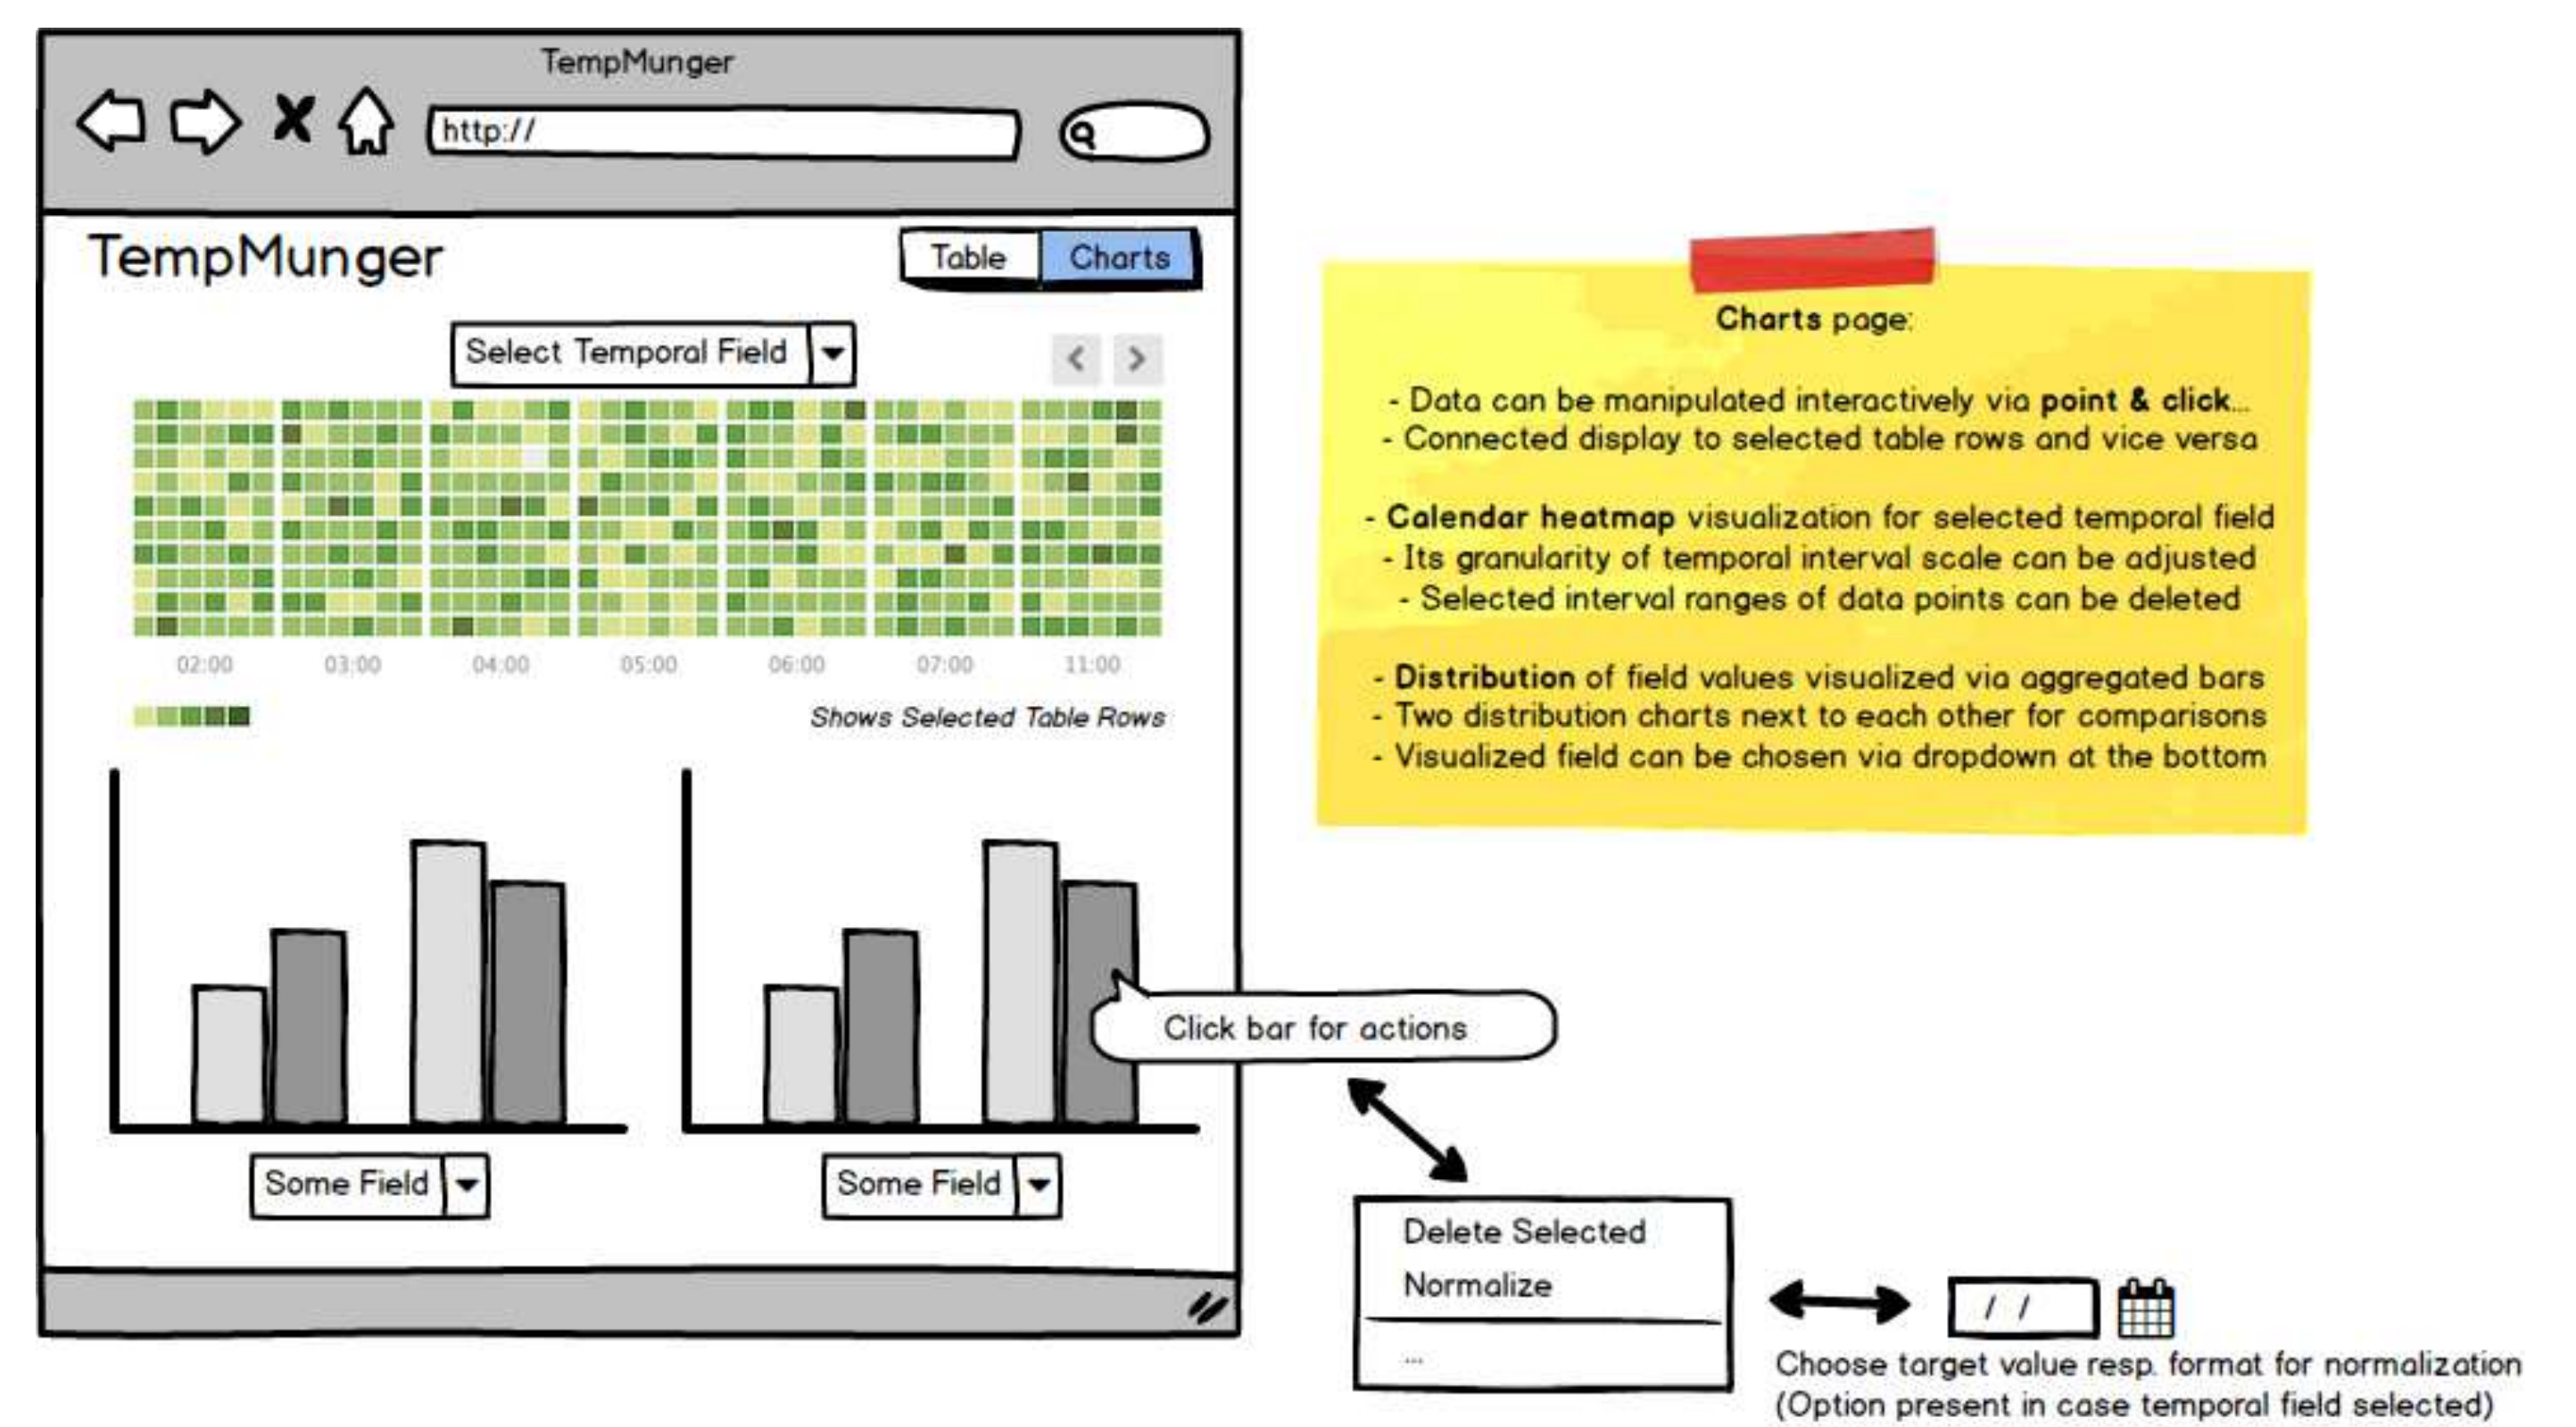 TempMunger
http://
TempMunger
Table
Charts
Select Temporal Field
02:00 03:00 04:00 05:00 06:00 07:00 11:00
Shows Selected Table Rows
Some Field
Some Field
Click bar for actions
Charts page:
- Data can be manipulated interactively via point & click...
- Connected display to selected table rows and vice versa
- Calendar heatmap visualization for selected temporal field
- Its granularity of temporal interval scale can be adjusted
- Selected interval ranges of data points can be deleted
- Distribution of field values visualized via aggregated bars
- Two distribution charts next to each other for comparisons
- Visualized field can be chosen via dropdown at the bottom
Delete Selected
Normalize
...
/ /
Choose target value resp. format for normalization
(Option present in case temporal field selected)